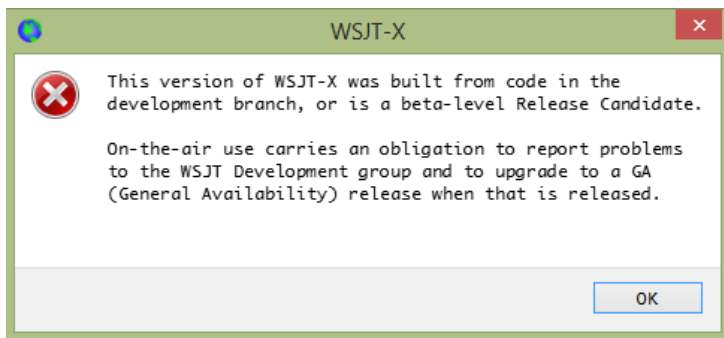 WSJT-X
This version of WSJT-X was built from code in the
development branch, or is a beta-level Release Candidate.
On-the-air use carries an obligation to report problems
to the WSJT Development group and to upgrade to a GA
(General Availability) release when that is released.
OK